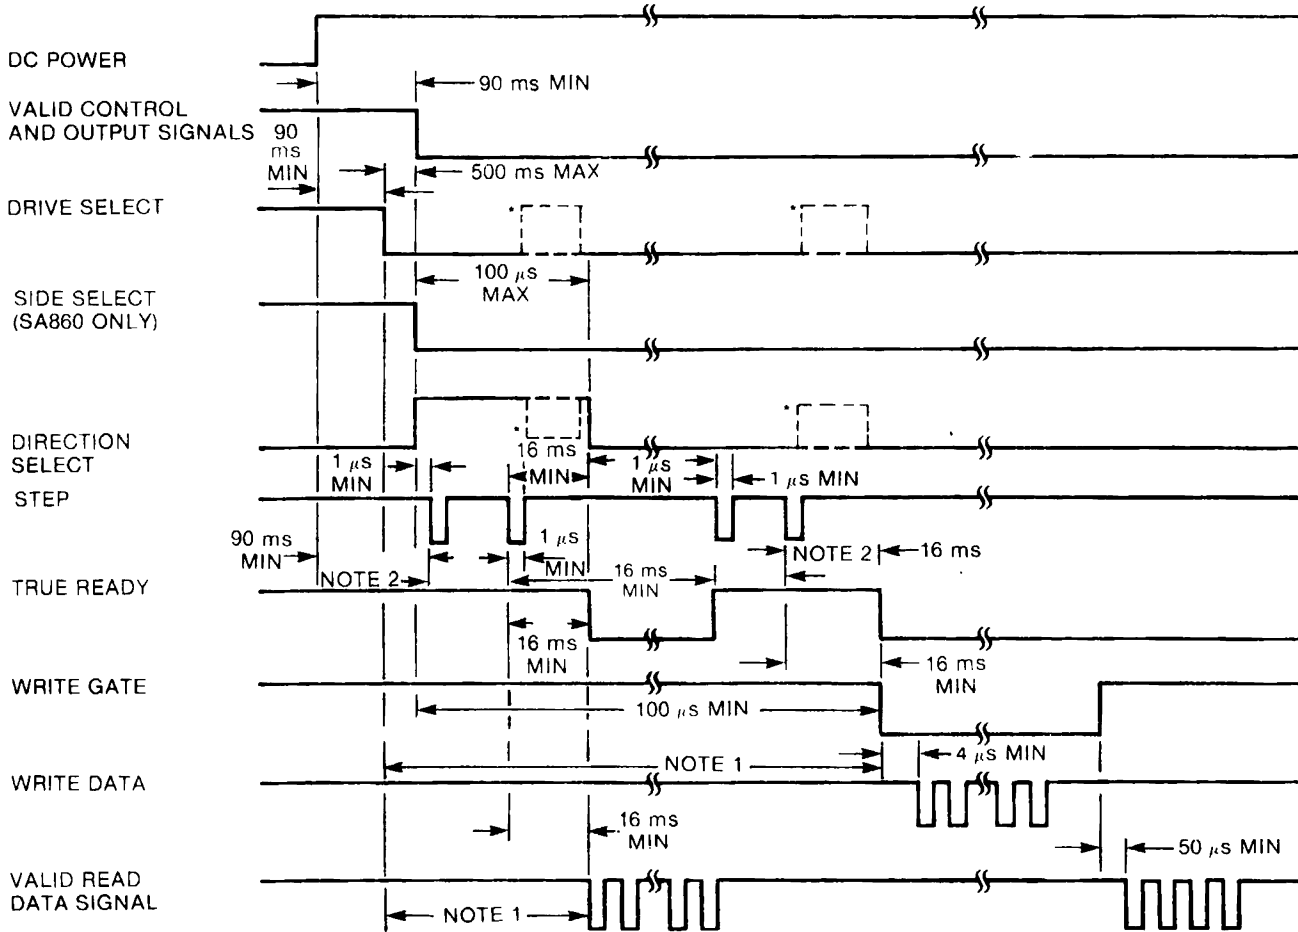 DC POWER
90 ms MIN
VALID CONTROL
AND OUTPUT SIGNALS
90
ms
MIN
500 ms MAX
DRIVE SELECT
*
*
100 μs
MAX
SIDE SELECT
(SA860 ONLY)
*
*
DIRECTION
SELECT
1 μs
MIN
16 ms
MIN
1 μs
MIN
1 μs MIN
STEP
90 ms
MIN
1 μs
MIN
NOTE 2
16 ms
NOTE 2
16 ms
MIN
TRUE READY
16 ms
MIN
16 ms
MIN
WRITE GATE
100 μs MIN
4 μs MIN
NOTE 1
WRITE DATA
16 ms
MIN
50 μs MIN
VALID READ
DATA SIGNAL
NOTE 1